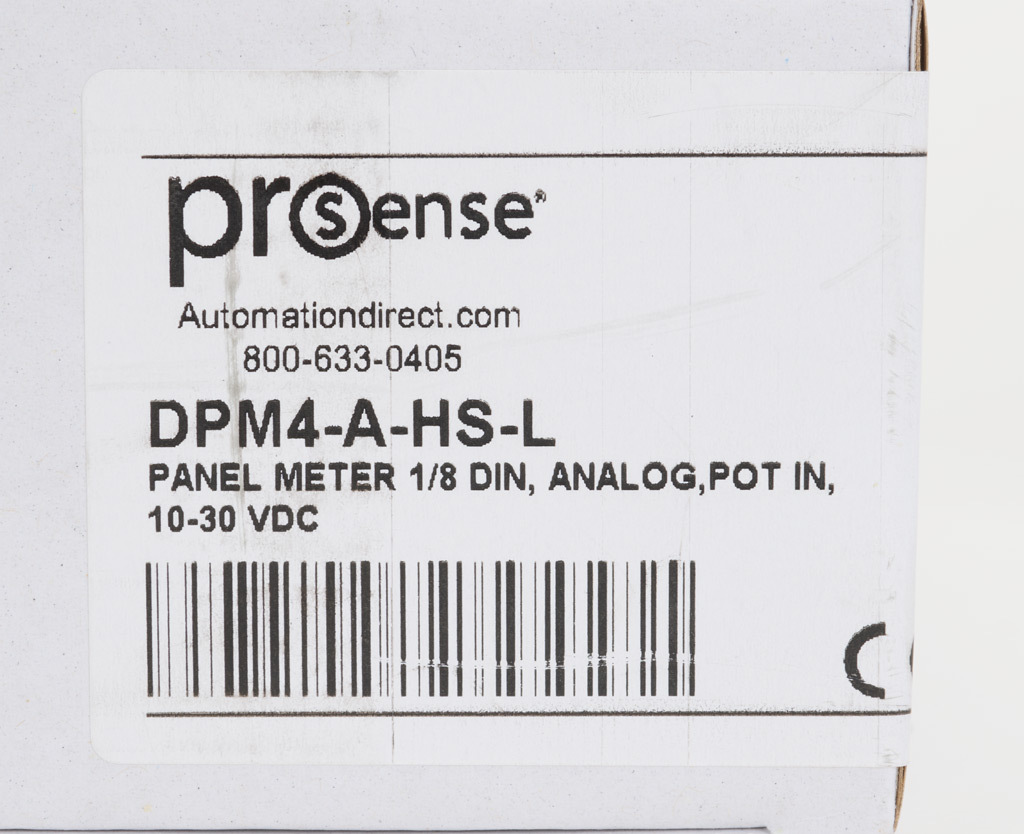 prosense®
Automationdirect.com
800-633-0405
DPM4-A-HS-L
PANEL METER 1/8 DIN, ANALOG,POT IN,
10-30 VDC